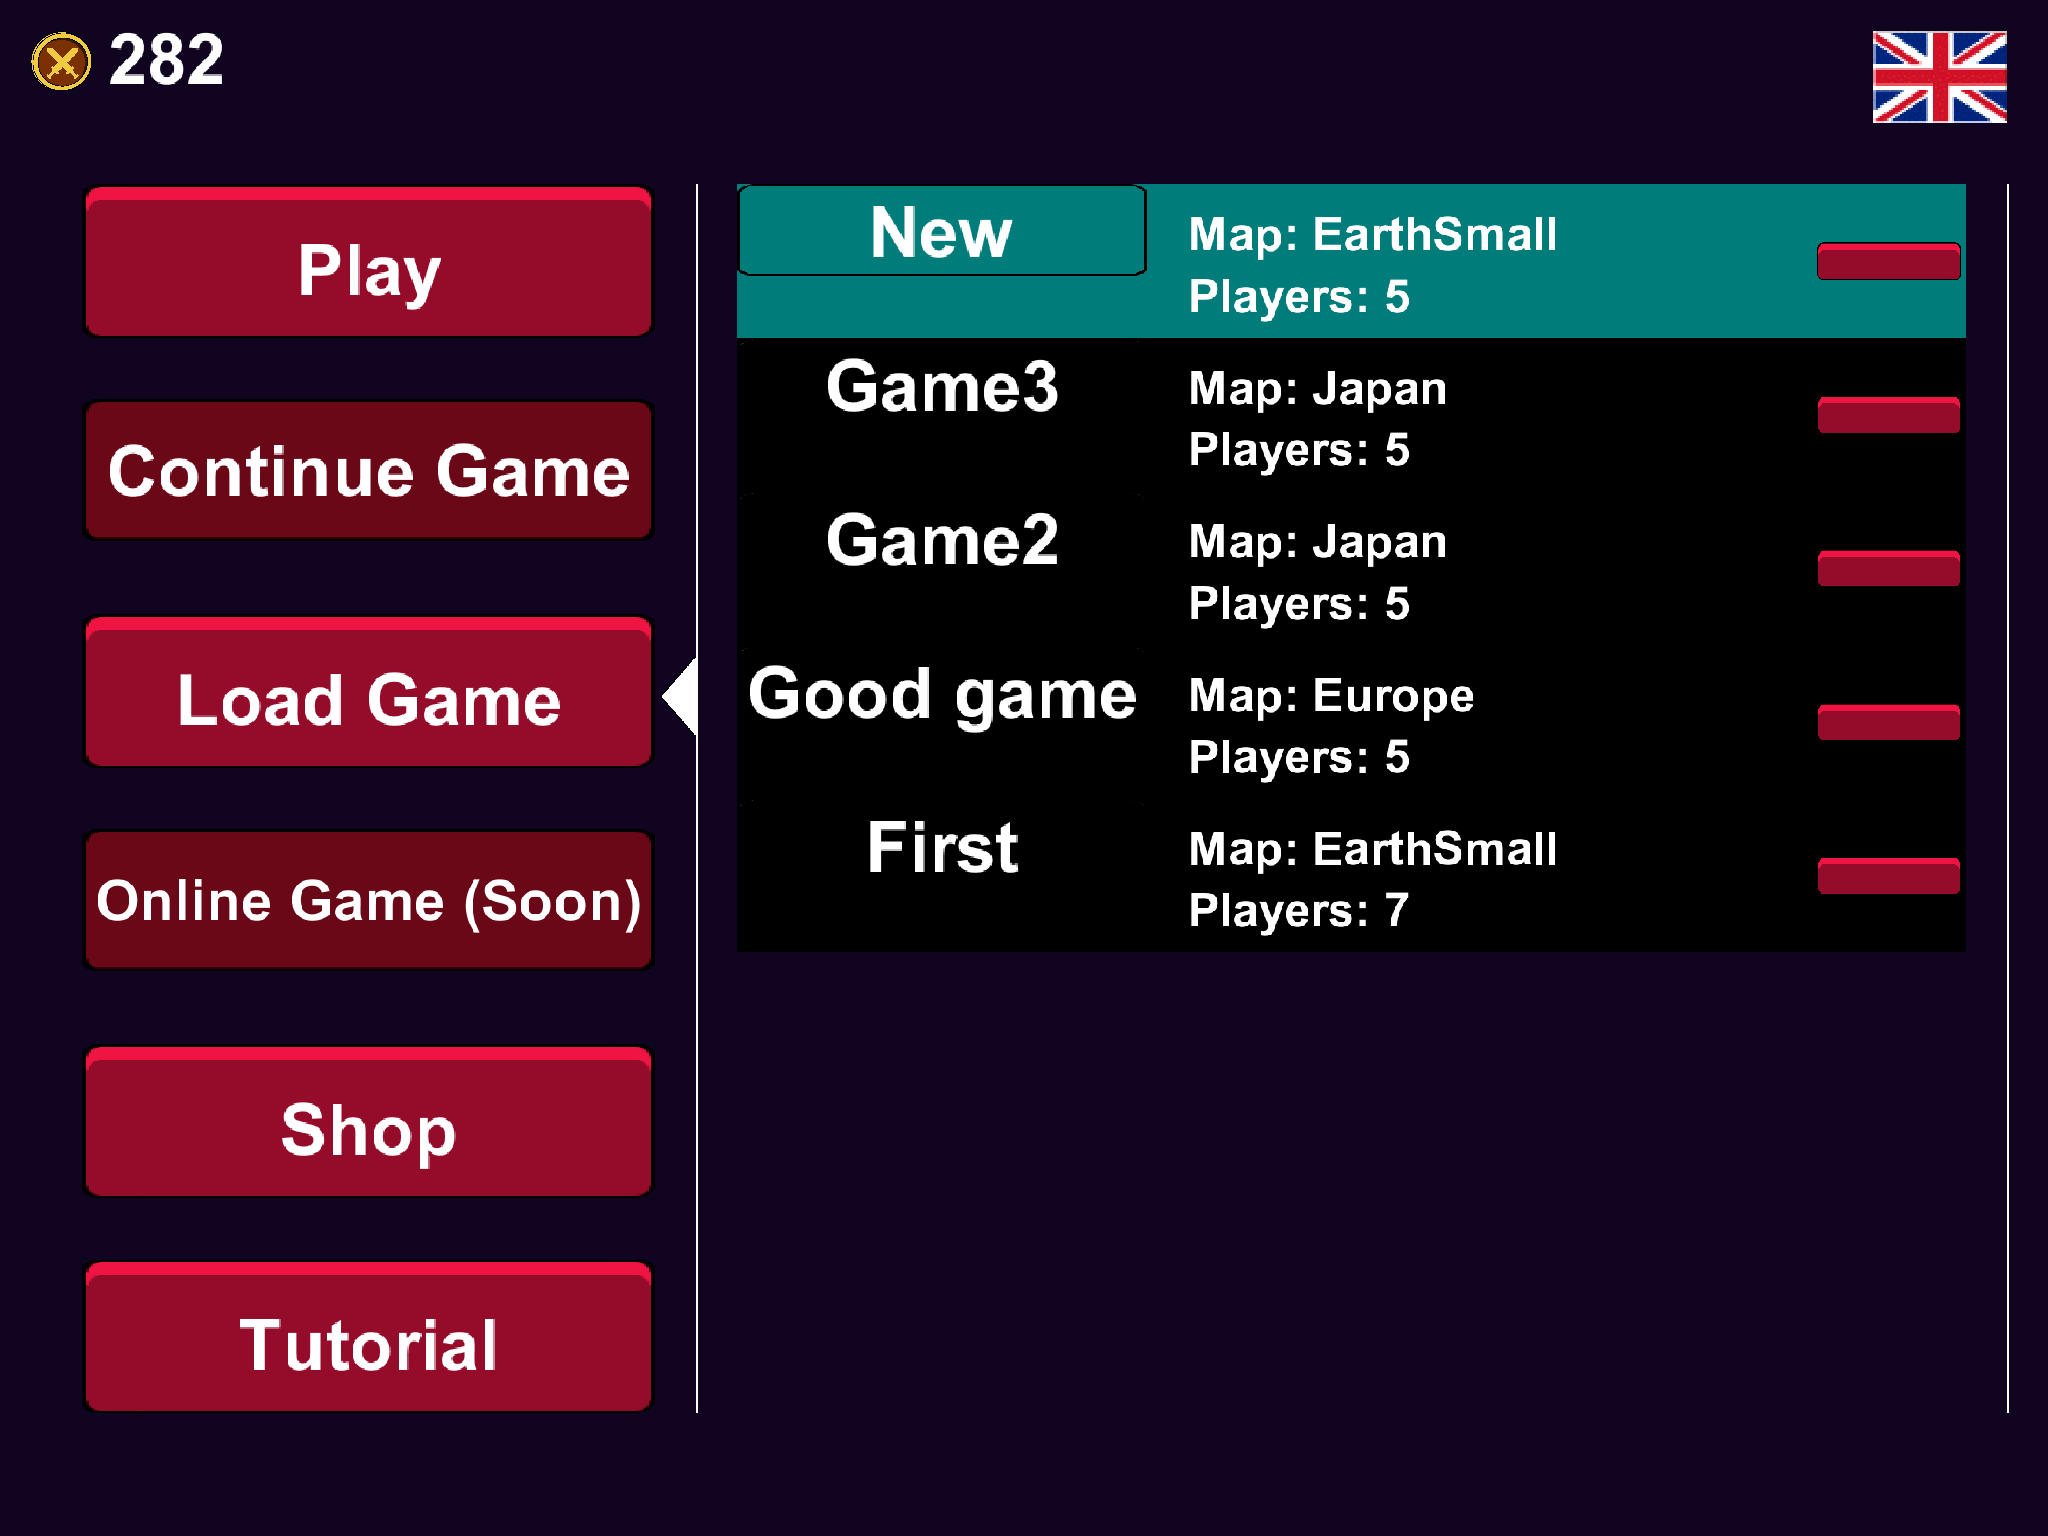 282
Play
Continue Game
Load Game
Online Game (Soon)
Shop
Tutorial
New
Map: EarthSmall
Players: 5
Game3
Map: Japan
Players: 5
Game2
Map: Japan
Players: 5
Good game
Map: Europe
Players: 5
First
Map: EarthSmall
Players: 7